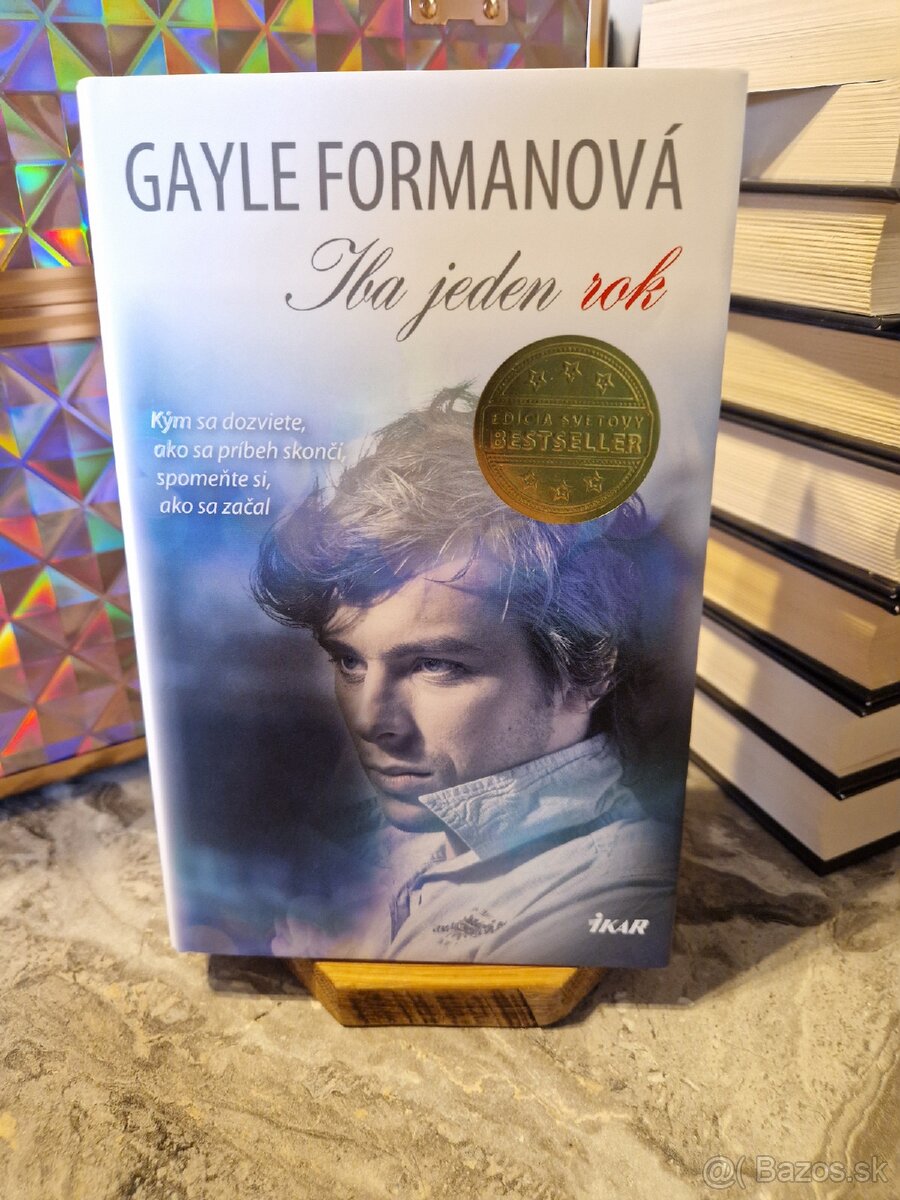 GAYLE FORMANOVÁ
Iba jeden rok
EDÍCIA SVETOVÝ
BESTSELLER
Kým sa dozviete,
ako sa príbeh skončí,
spomeňte si,
ako sa začal
iKAR
@( Bazos.sk